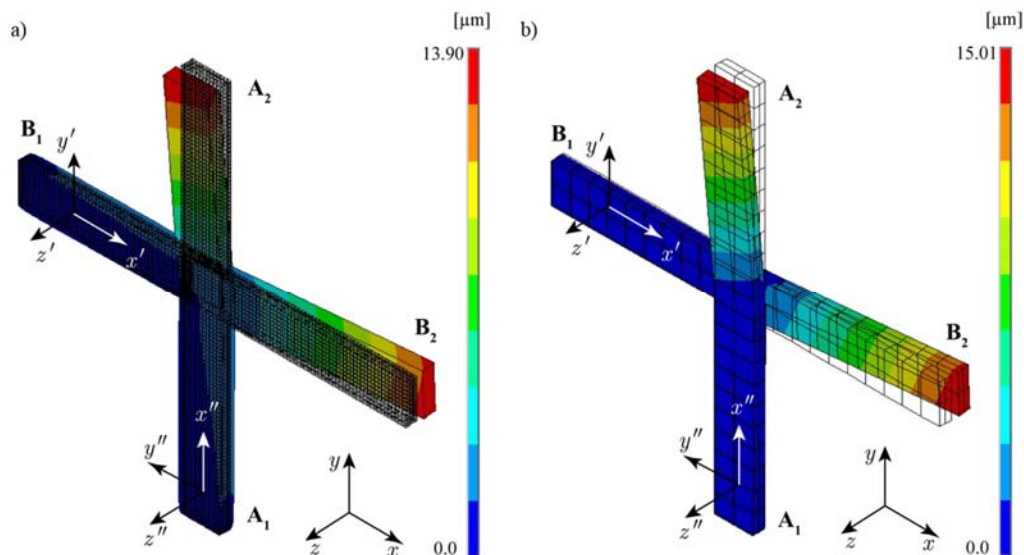 a)
[μm]
13.90
A2
B1
y′
z′
x′
B2
x″
y″
z″
A1
y
z
x
0.0
b)
[μm]
15.01
A2
B1
y′
z′
x′
B2
x″
y″
z″
A1
y
z
x
0.0